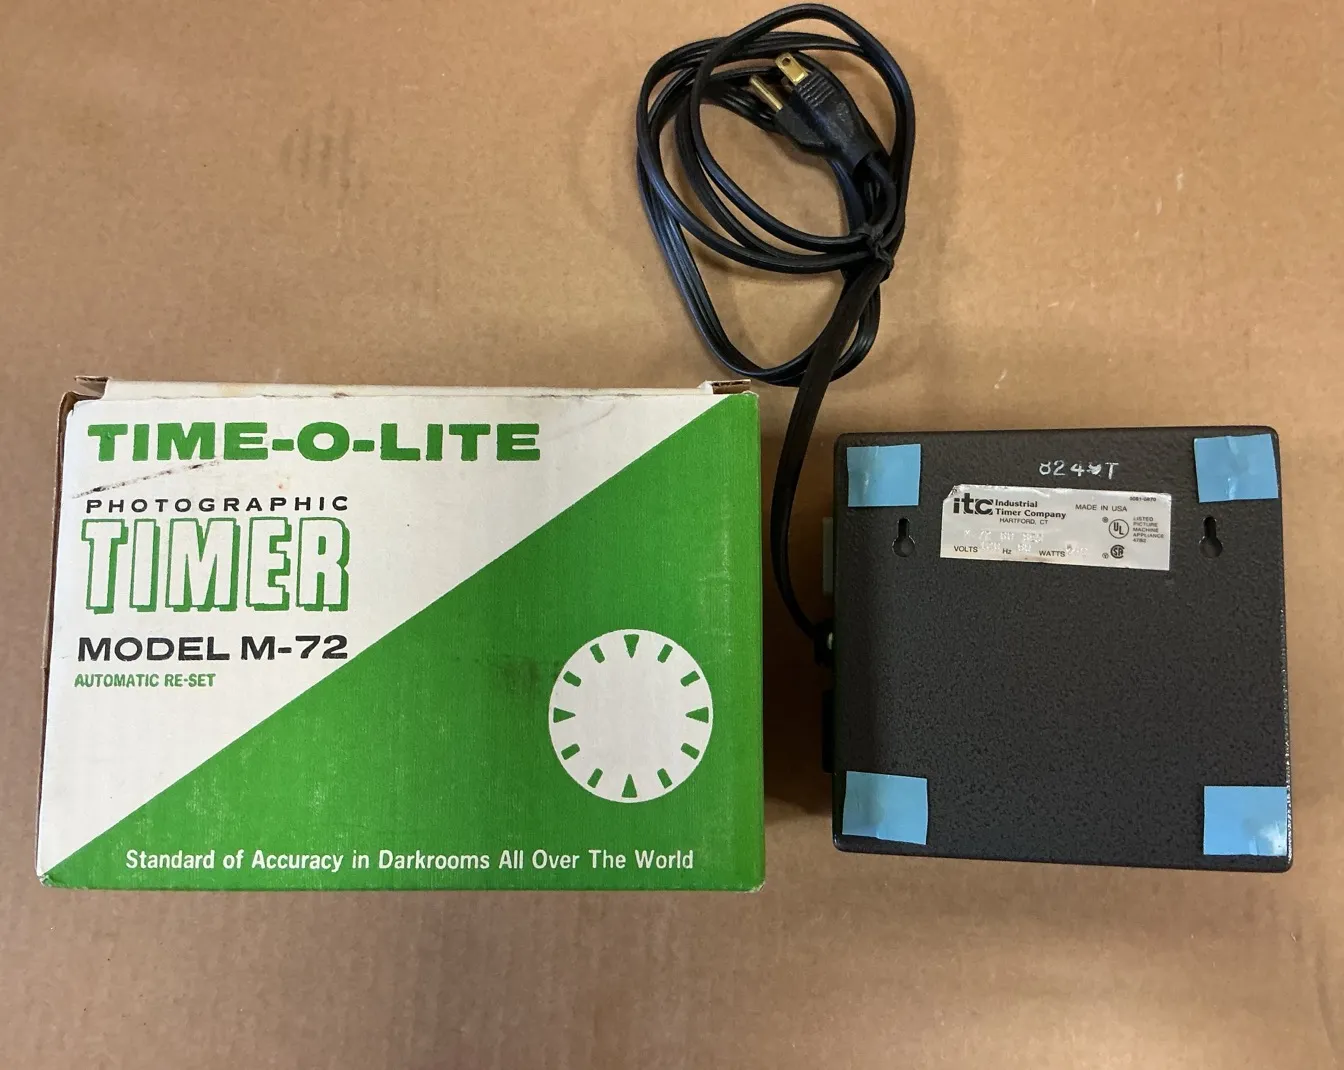 TIME-O-LITE
PHOTOGRAPHIC
TIMER
MODEL M-72
AUTOMATIC RE-SET
Standard of Accuracy in Darkrooms All Over The World
itc Industrial
Timer Company
HARTFORD, CT
MADE IN USA
UL
LISTED
PICTURE
MACHINE
APPLIANCE
VOLTS Hz WATTS